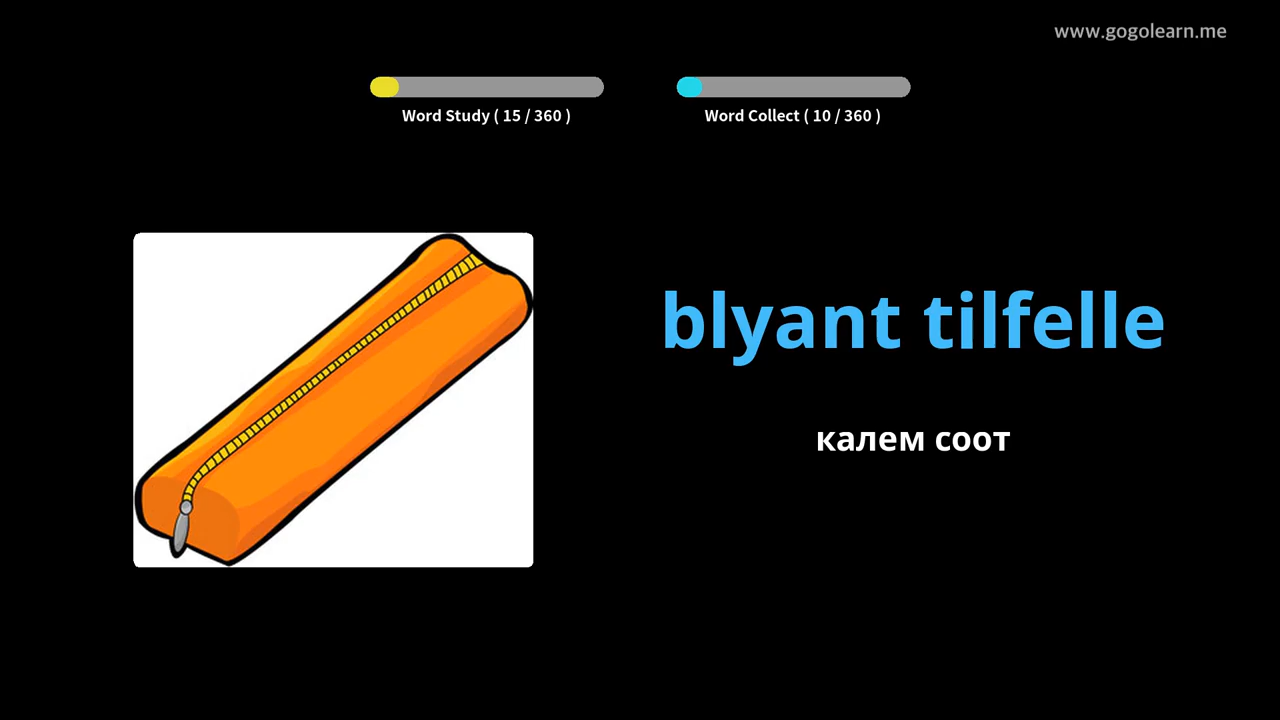 www.gogolearn.me
Word Study ( 15 / 360 )
Word Collect ( 10 / 360 )
blyant tilfelle
калем соот